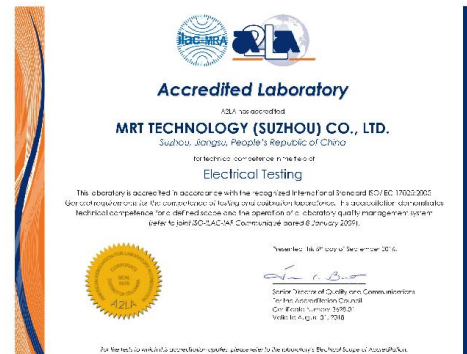 ilac-MRA
A2LA
Accredited Laboratory
A2LA has accredited
MRT TECHNOLOGY (SUZHOU) CO., LTD.
Suzhou, Jiangsu, People's Republic of China
for technical competence in the field of
Electrical Testing
This laboratory is accredited in accordance with the recognized International Standard ISO/IEC 17025:2005
General requirements for the competence of testing and calibration laboratories. This accreditation demonstrates
technical competence for a defined scope and the operation of a laboratory quality management system
(refer to joint ISO-ILAC-IAF Communiqué dated 8 January 2009).
Presented this 6th day of September 2016.
Senior Director of Quality and Communications
For the Accreditation Council
Certificate Number 3628.01
Valid to August 31, 2018
CORPORATE
SEAL
A2LA
For the tests to which this accreditation applies, please refer to the laboratory's Electrical Scope of Accreditation.